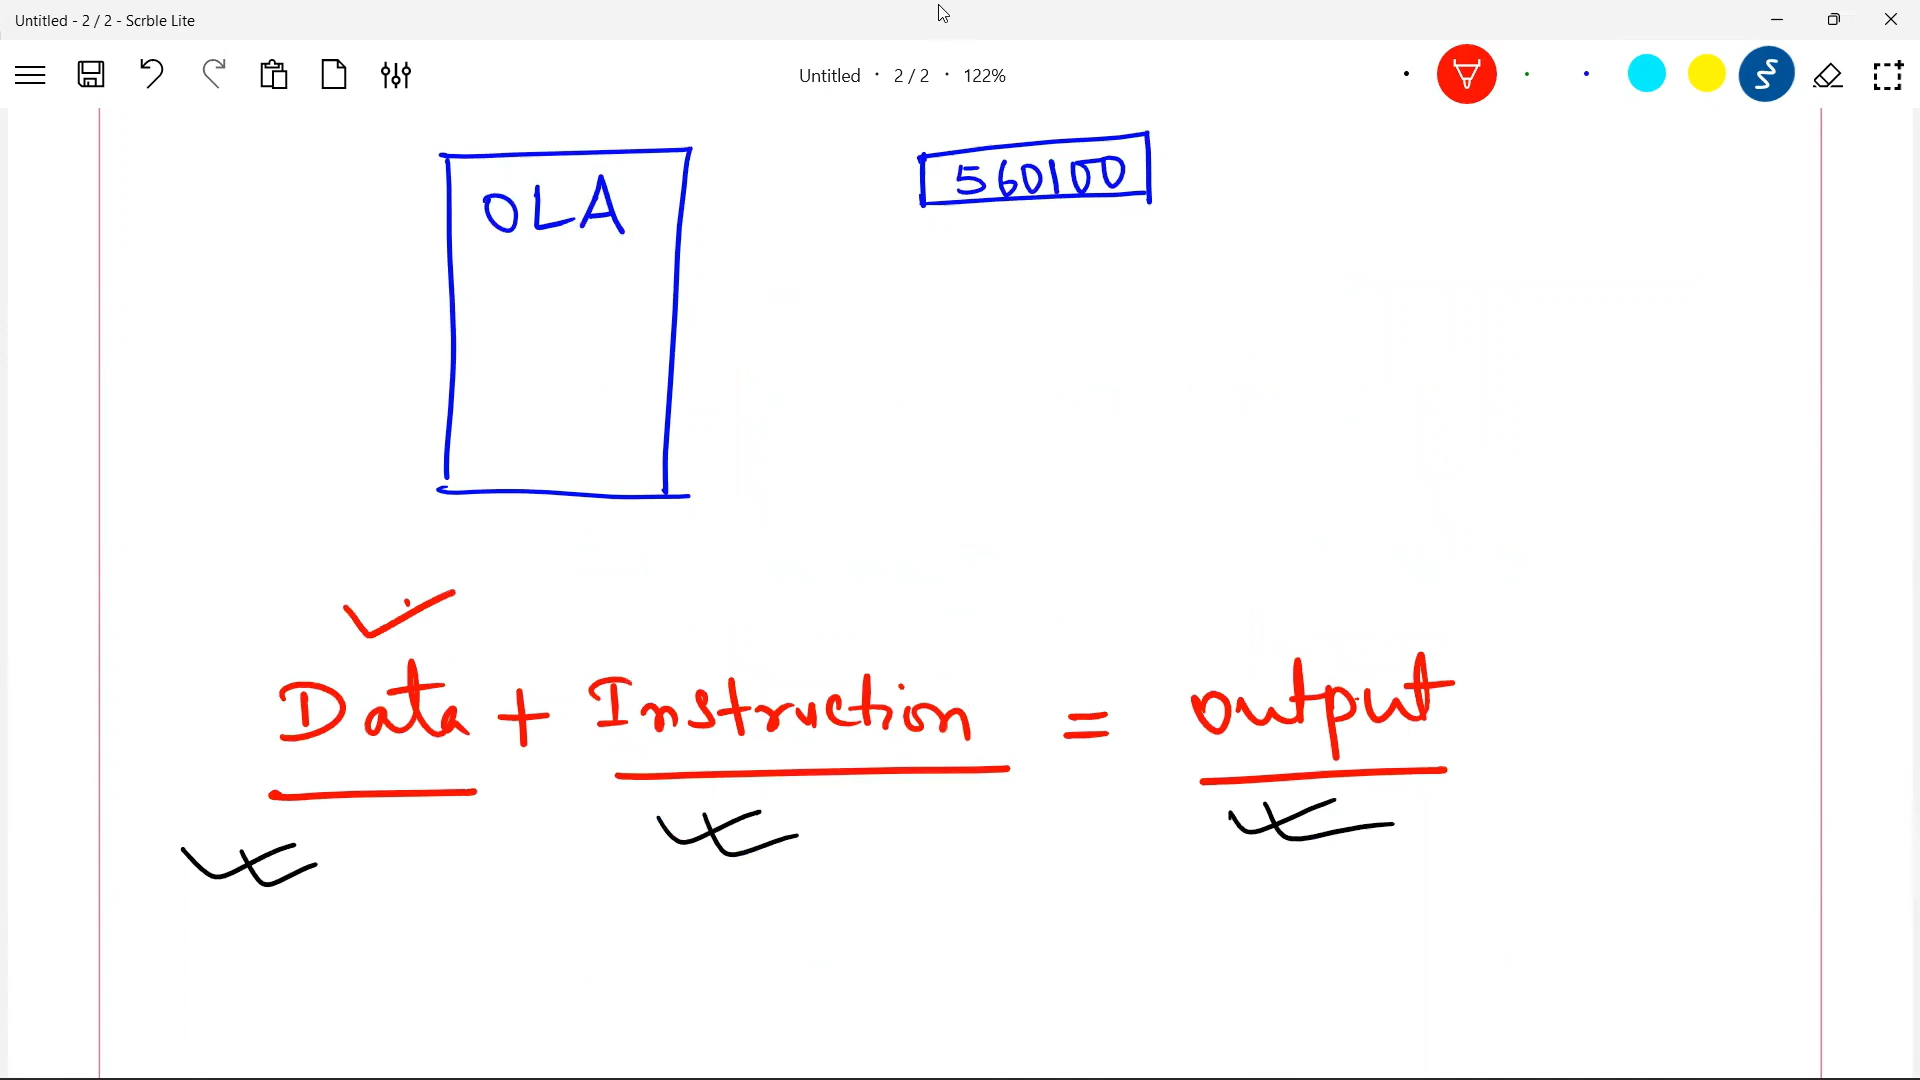 Untitled - 2 / 2 - Scrble Lite
Untitled • 2 / 2 • 122%
OLA
560100
Data + Instruction = output